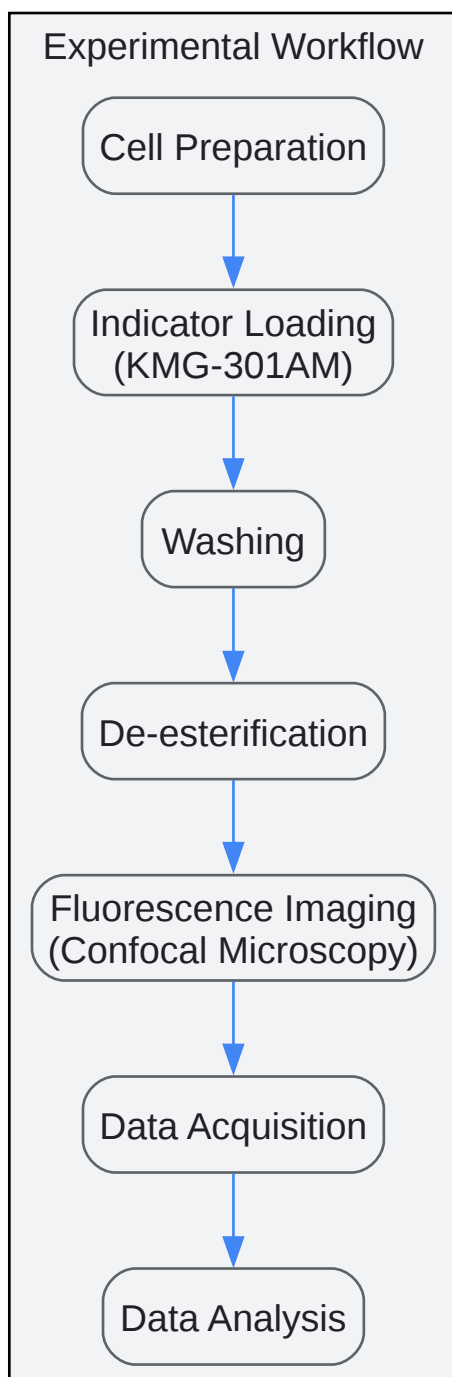 Experimental Workflow
Cell Preparation
Indicator Loading
(KMG-301AM)
Washing
De-esterification
Fluorescence Imaging
(Confocal Microscopy)
Data Acquisition
Data Analysis